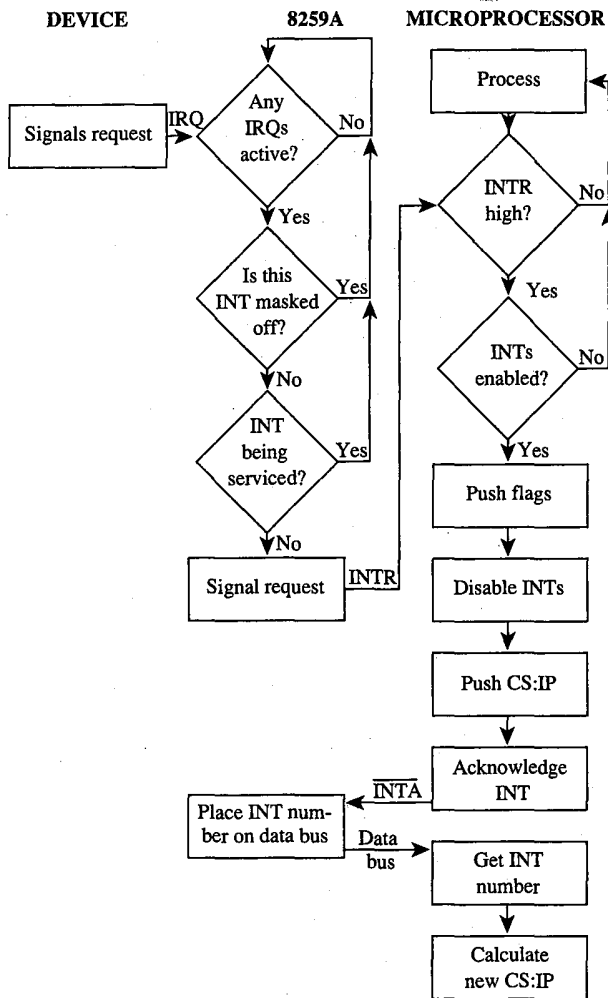 DEVICE
8259A
MICROPROCESSOR
Signals request
IRQ
Any
IRQs
active?
No
Yes
Is this
INT masked
off?
Yes
No
INT
being
serviced?
Yes
No
Signal request
INTR
Process
INTR
high?
No
Yes
INTs
enabled?
No
Yes
Push flags
Disable INTs
Push CS:IP
Acknowledge
INT
INTA
Place INT num-
ber on data bus
Data
bus
Get INT
number
Calculate
new CS:IP